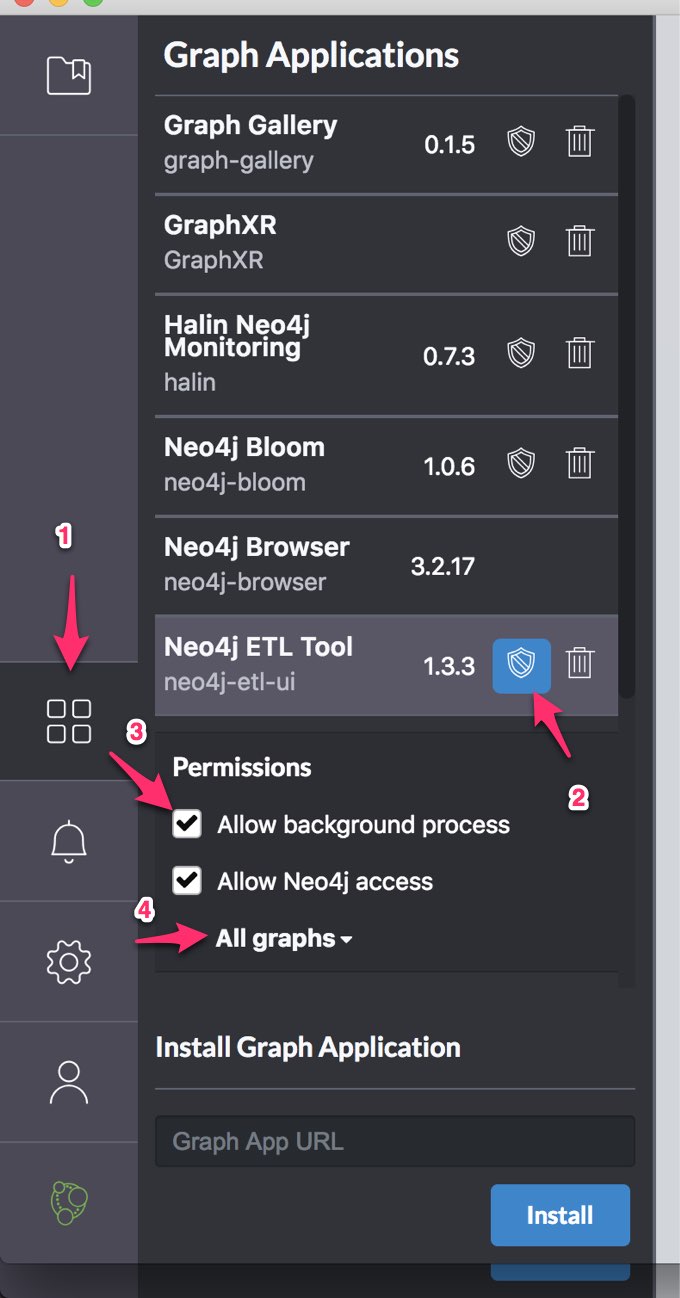 Graph Applications
Graph Gallery
graph-gallery
0.1.5
GraphXR
GraphXR
Halin Neo4j
Monitoring
halin
0.7.3
Neo4j Bloom
neo4j-bloom
1.0.6
1
Neo4j Browser
neo4j-browser
3.2.17
Neo4j ETL Tool
neo4j-etl-ui
1.3.3
3
2
Permissions
Allow background process
Allow Neo4j access
4
All graphs
Install Graph Application
Graph App URL
Install